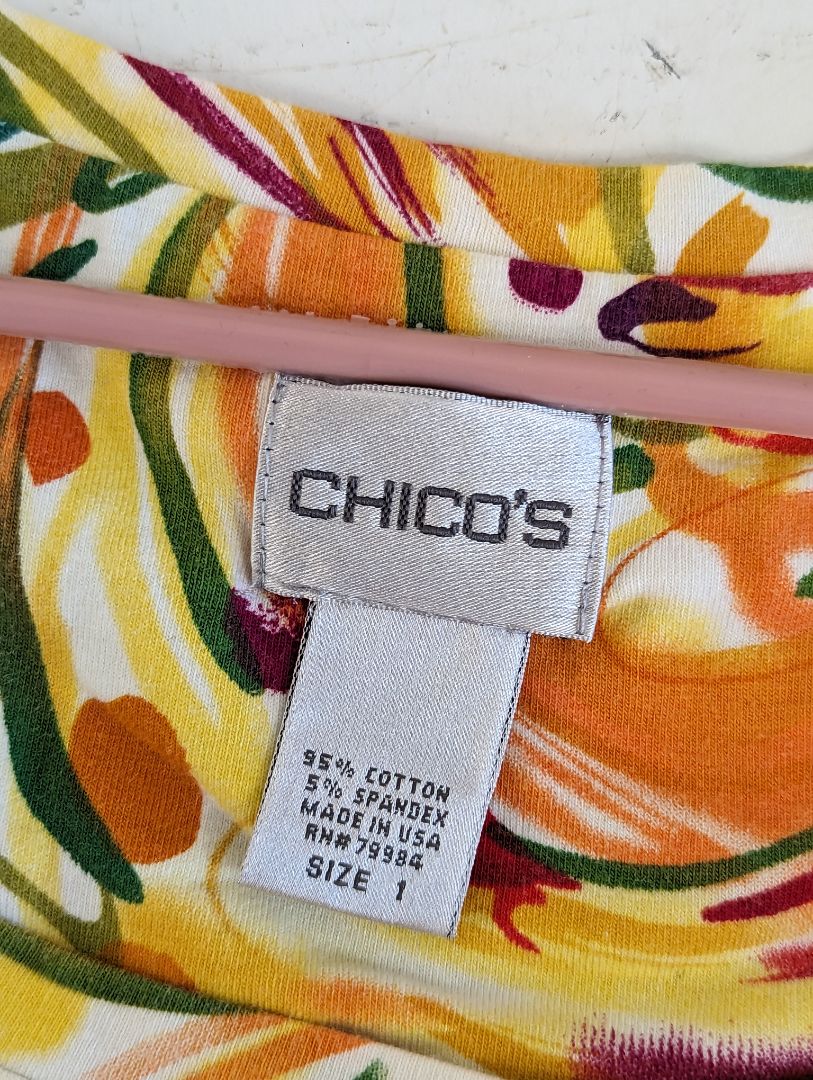 CHICO'S
95% COTTON
5% SPANDEX
MADE IN USA
RN# 79984
SIZE 1